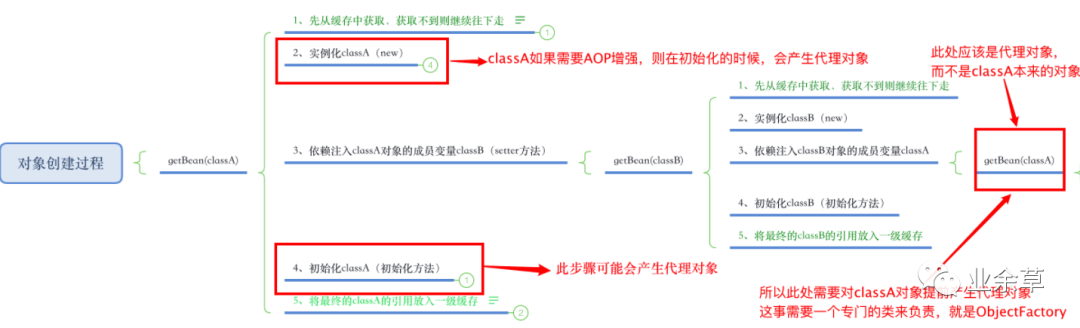 对象创建过程
getBean(classA)
1、先从缓存中获取，获取不到则继续往下走
1
2、实例化classA（new）
4
classA如果需要AOP增强，则在初始化的时候，会产生代理对象
3、依赖注入classA对象的成员变量classB（setter方法）
getBean(classB)
1、先从缓存中获取，获取不到则继续往下走
2、实例化classB（new）
3、依赖注入classB对象的成员变量classA
getBean(classA)
此处应该是代理对象，
而不是classA本来的对象
4、初始化classB（初始化方法）
5、将最终的classB的引用放入一级缓存
4、初始化classA（初始化方法）
1
此步骤可能会产生代理对象
5、将最终的classA的引用放入一级缓存
2
所以此处需要对classA对象提前产生代理对象
这事需要一个专门的类来负责，就是ObjectFactory
业余草